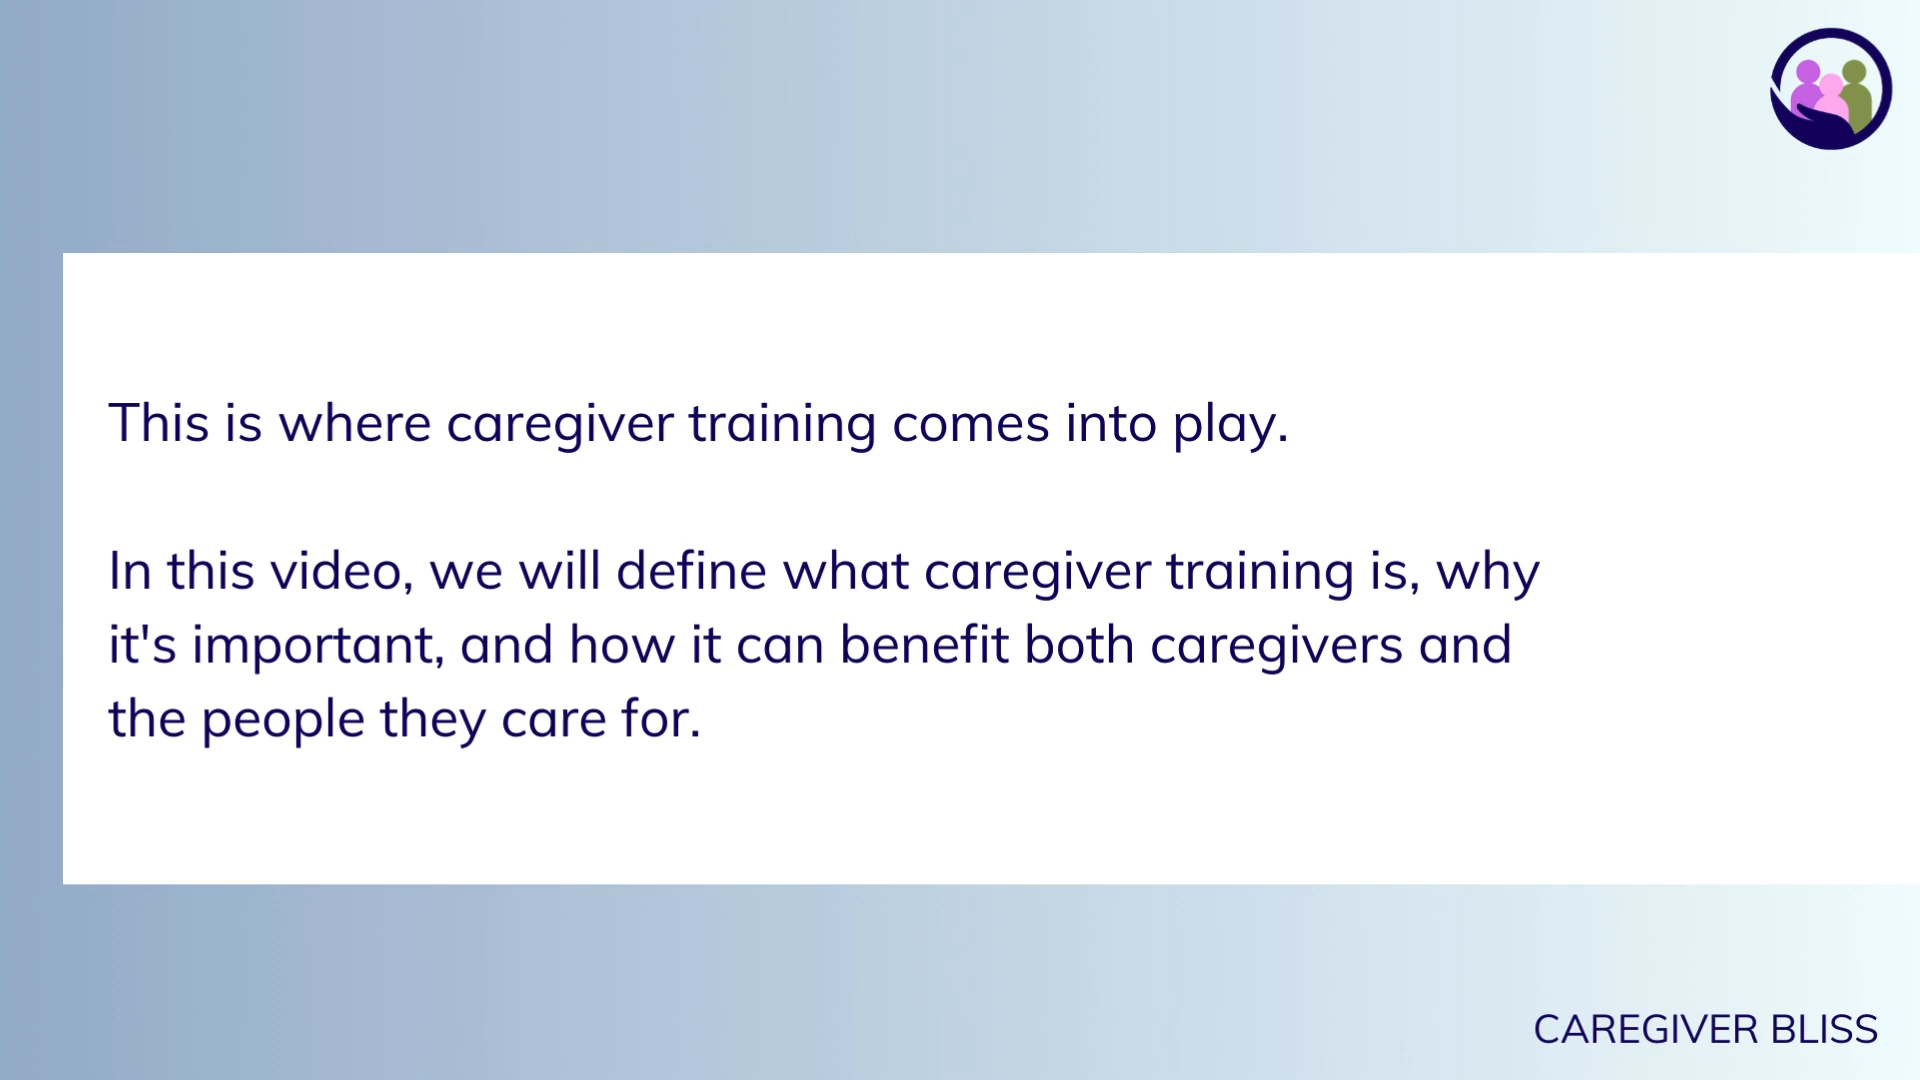 This is where caregiver training comes into play.
In this video, we will define what caregiver training is, why
it's important, and how it can benefit both caregivers and
the people they care for.
CAREGIVER BLISS